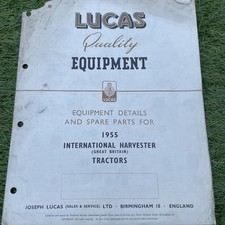 LUCAS
Quality
EQUIPMENT
EQUIPMENT DETAILS
AND SPARE PARTS FOR
1955
INTERNATIONAL HARVESTER
(GREAT BRITAIN)
TRACTORS
JOSEPH LUCAS (SALES & SERVICE) LTD · BIRMINGHAM 18 · ENGLAND